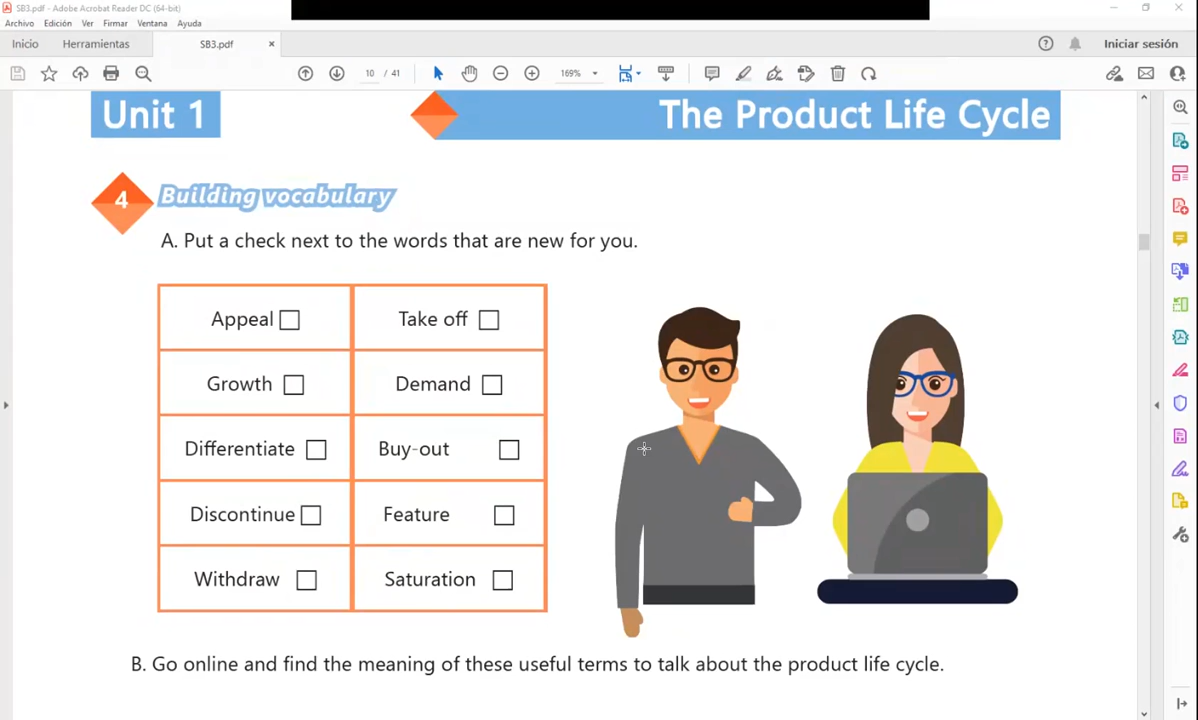 SB3.pdf - Adobe Acrobat Reader DC (64-bit)
Archivo Edición Ver Firmar Ventana Ayuda
Inicio Herramientas SB3.pdf × Iniciar sesión
10 / 41 169%
Unit 1 The Product Life Cycle
4 Building vocabulary
A. Put a check next to the words that are new for you.
Appeal Take off
Growth Demand
Differentiate Buy-out
Discontinue Feature
Withdraw Saturation
B. Go online and find the meaning of these useful terms to talk about the product life cycle.